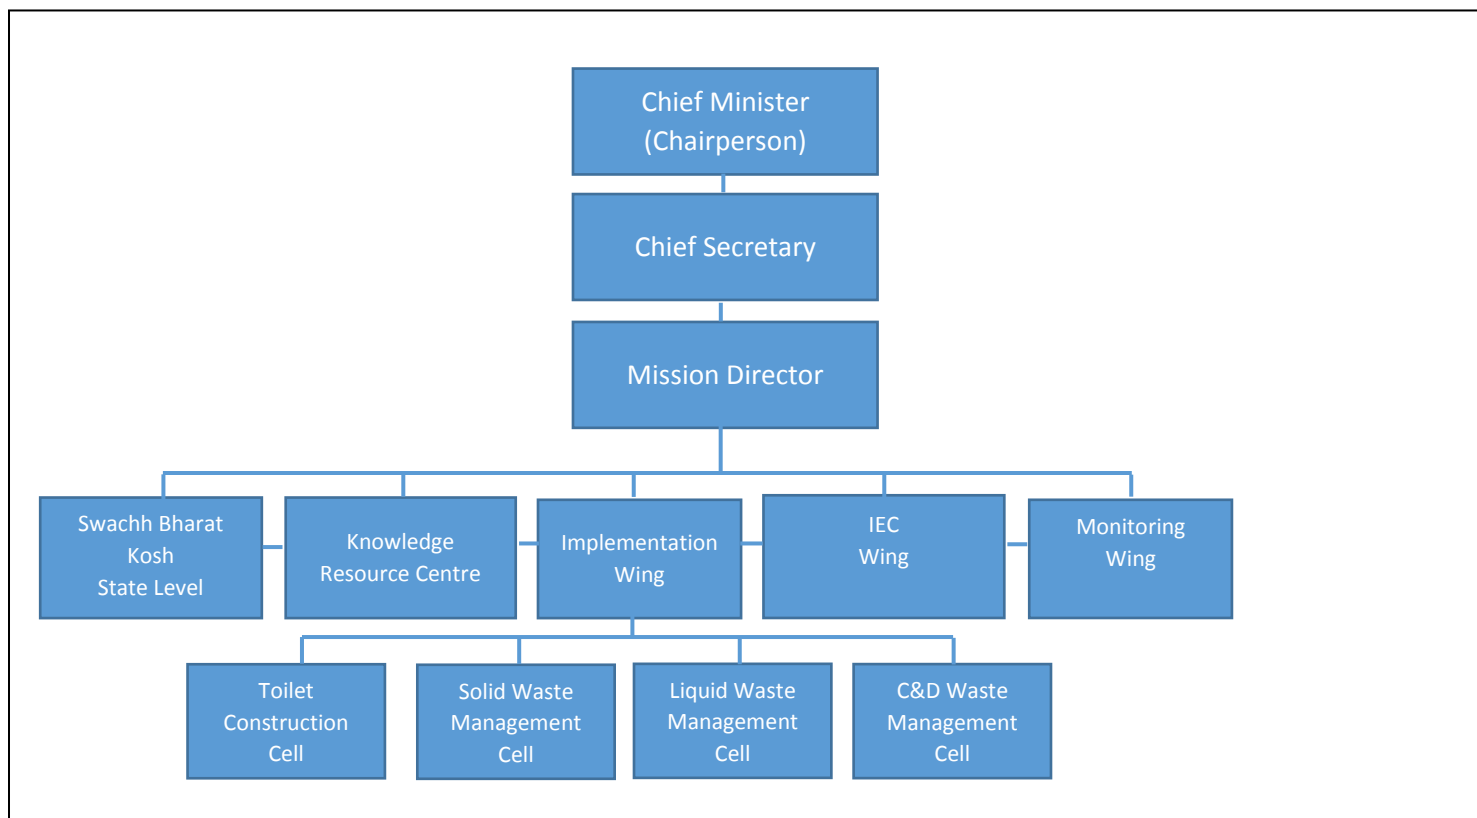 Chief Minister
(Chairperson)
Chief Secretary
Mission Director
Swachh Bharat
Kosh
State Level
Knowledge
Resource Centre
Implementation
Wing
IEC
Wing
Monitoring
Wing
Toilet
Construction
Cell
Solid Waste
Management
Cell
Liquid Waste
Management
Cell
C&D Waste
Management
Cell